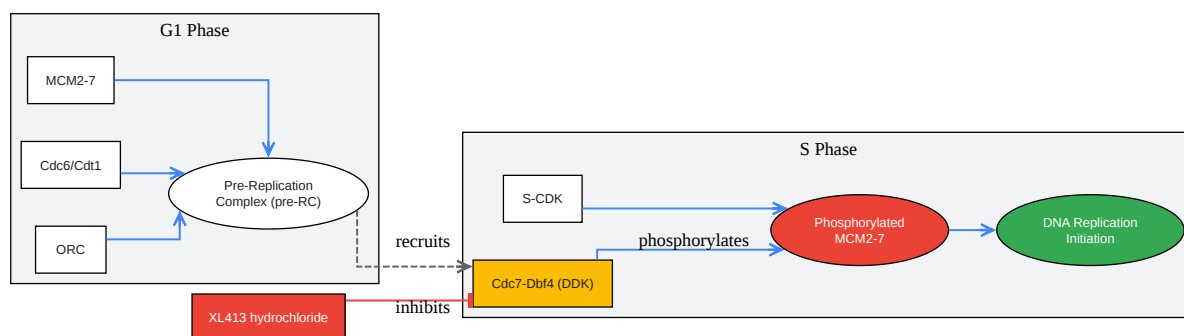 G1 Phase
MCM2-7
Cdc6/Cdt1
Pre-Replication
Complex (pre-RC)
ORC
S Phase
S-CDK
Phosphorylated
MCM2-7
DNA Replication
Initiation
recruits
phosphorylates
Cdc7-Dbf4 (DDK)
inhibits
XL413 hydrochloride